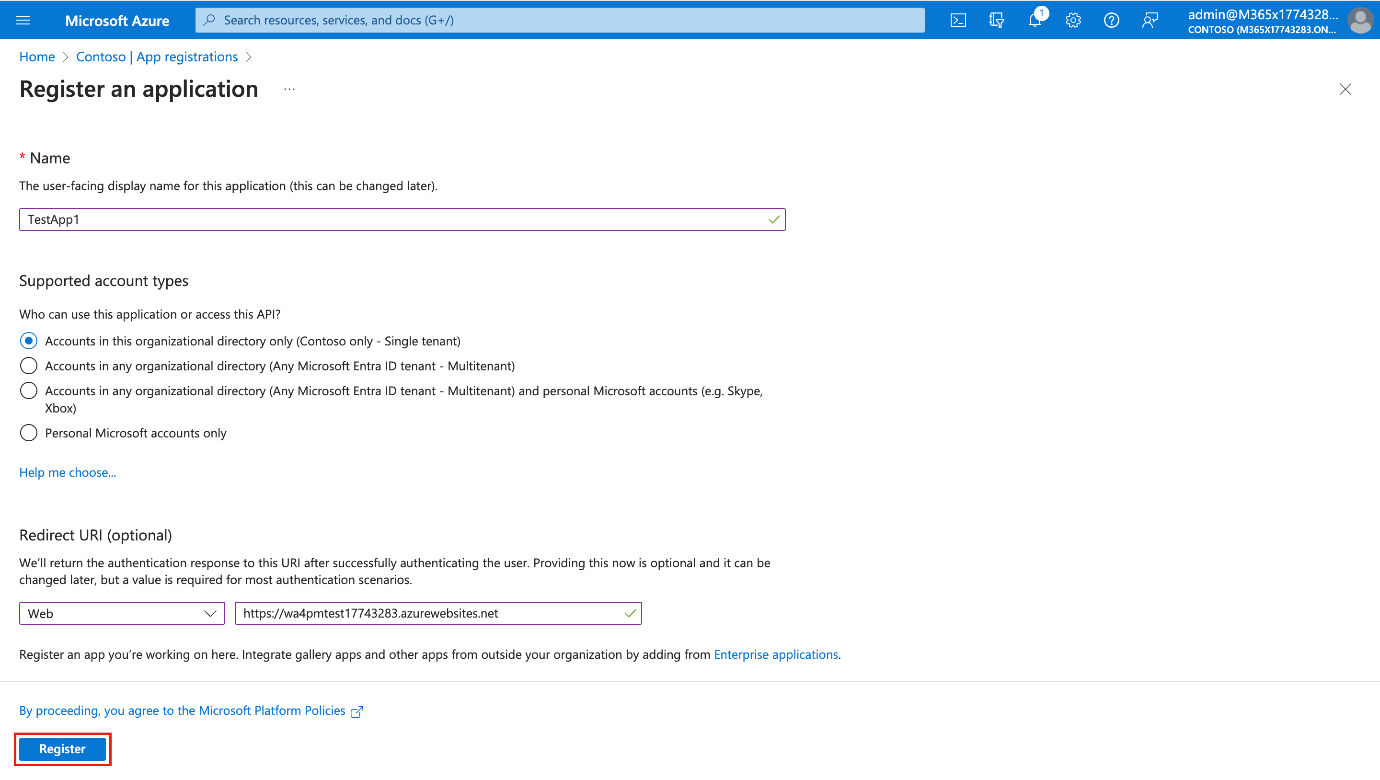 Microsoft Azure
Search resources, services, and docs (G+/)
1
admin@M365x1774328...
CONTOSO (M365X17743283.ON...
Home > Contoso | App registrations >
Register an application ...
* Name
The user-facing display name for this application (this can be changed later).
TestApp1
Supported account types
Who can use this application or access this API?
Accounts in this organizational directory only (Contoso only - Single tenant)
Accounts in any organizational directory (Any Microsoft Entra ID tenant - Multitenant)
Accounts in any organizational directory (Any Microsoft Entra ID tenant - Multitenant) and personal Microsoft accounts (e.g. Skype,
Xbox)
Personal Microsoft accounts only
Help me choose...
Redirect URI (optional)
We'll return the authentication response to this URI after successfully authenticating the user. Providing this now is optional and it can be
changed later, but a value is required for most authentication scenarios.
Web
https://wa4pmtest17743283.azurewebsites.net
Register an app you're working on here. Integrate gallery apps and other apps from outside your organization by adding from Enterprise applications.
By proceeding, you agree to the Microsoft Platform Policies
Register